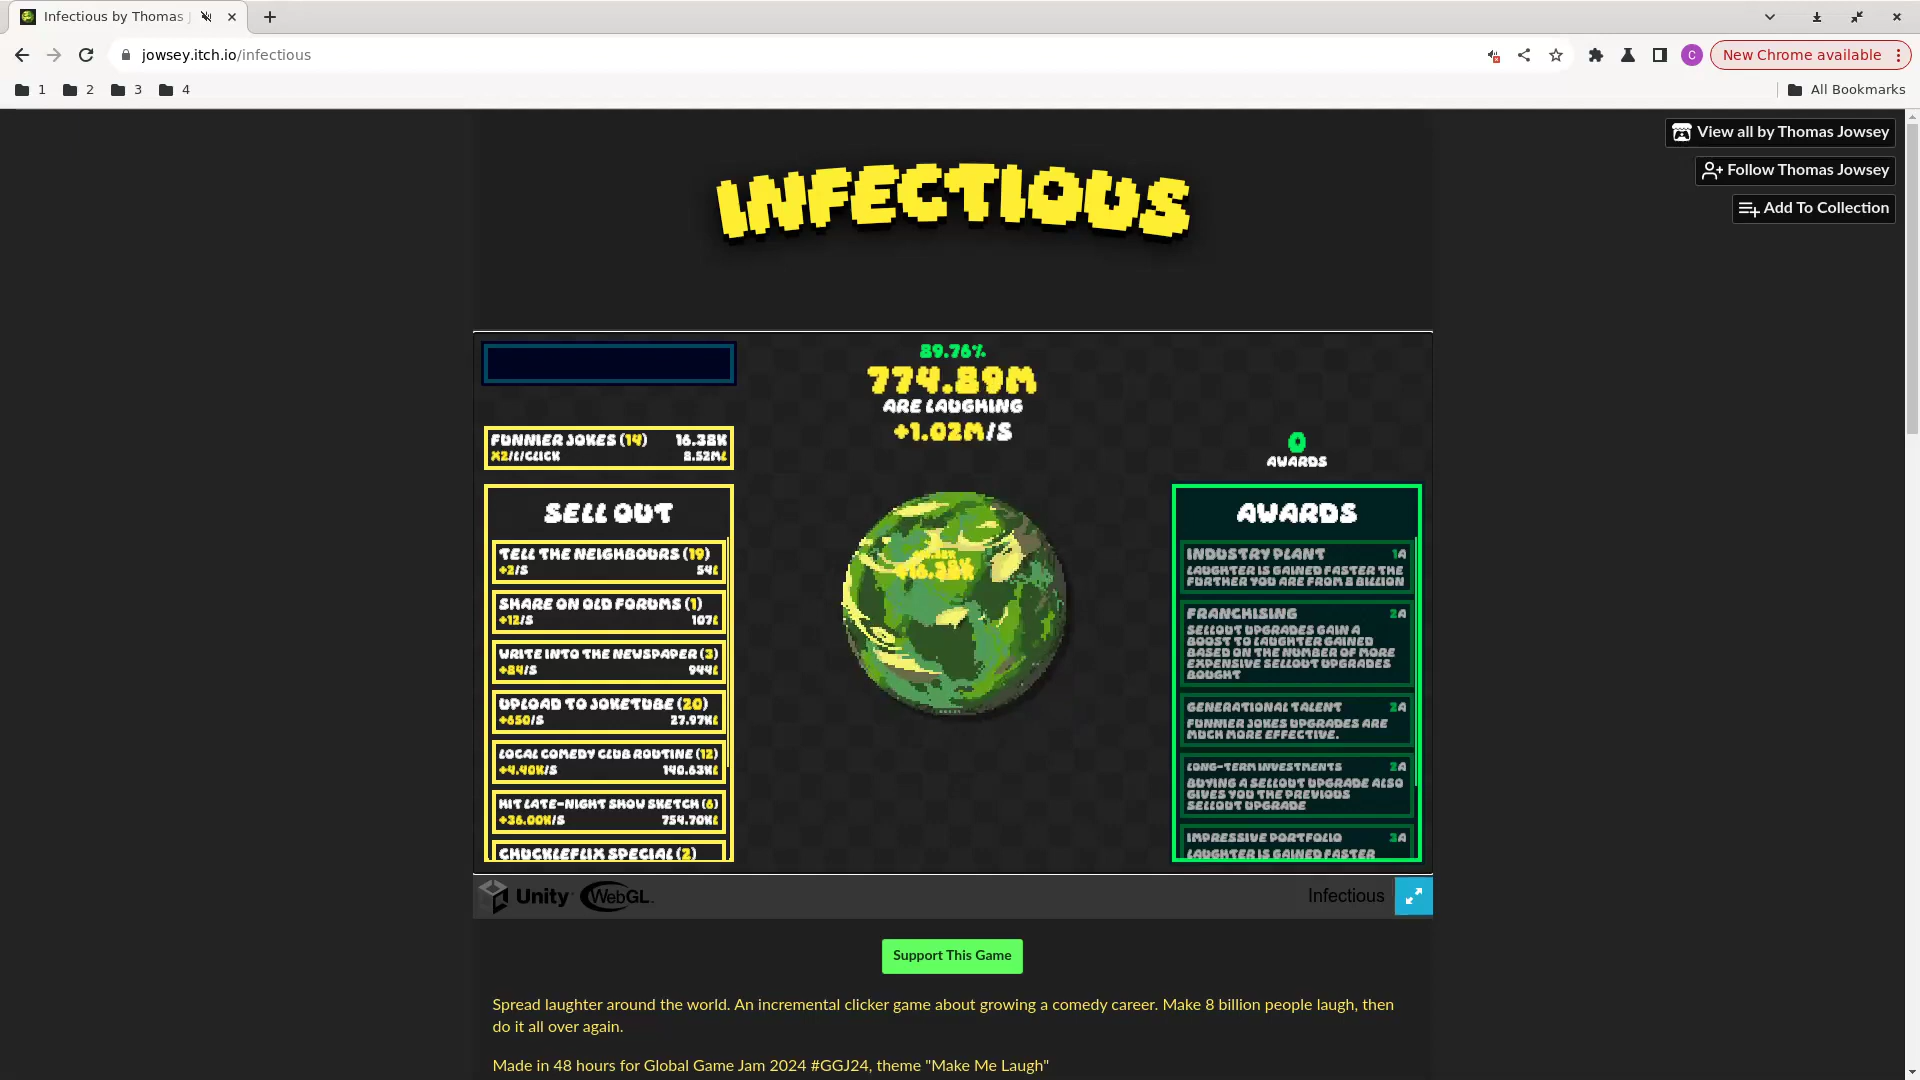 Infectious by Thomas J
jowsey.itch.io/infectious
New Chrome available
1
2
3
4
All Bookmarks
View all by Thomas Jowsey
Follow Thomas Jowsey
Add To Collection
INFECTIOUS
89.76%
774.89M
ARE LAUGHING
+1.02M/S
FUNNIER JOKES (14) 16.38K
X2/L/CLICK 8.52ML
SELL OUT
TELL THE NEIGHBOURS (19)
+2/S 54L
SHARE ON OLD FORUMS (1)
+12/S 107L
WRITE INTO THE NEWSPAPER (3)
+84/S 944L
UPLOAD TO JOKETUBE (20)
+650/S 27.97KL
LOCAL COMEDY CLUB ROUTINE (12)
+4.40K/S 140.63KL
HIT LATE-NIGHT SHOW SKETCH (6)
+36.00K/S 754.70KL
CHUCKLEFLIX SPECIAL (2)
+16.38K
0
AWARDS
AWARDS
INDUSTRY PLANT 1A
LAUGHTER IS GAINED FASTER THE
FURTHER YOU ARE FROM 8 BILLION
FRANCHISING 2A
SELLOUT UPGRADES GAIN A
BOOST TO LAUGHTER GAINED
BASED ON THE NUMBER OF MORE
EXPENSIVE SELLOUT UPGRADES
BOUGHT
GENERATIONAL TALENT 2A
FUNNIER JOKES UPGRADES ARE
MUCH MORE EFFECTIVE.
LONG-TERM INVESTMENTS 2A
BUYING A SELLOUT UPGRADE ALSO
GIVES YOU THE PREVIOUS
SELLOUT UPGRADE
IMPRESSIVE PORTFOLIO 3A
LAUGHTER IS GAINED FASTER
Unity WebGL
Infectious
Support This Game
Spread laughter around the world. An incremental clicker game about growing a comedy career. Make 8 billion people laugh, then
do it all over again.
Made in 48 hours for Global Game Jam 2024 #GGJ24, theme "Make Me Laugh"